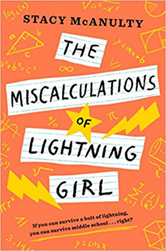 STACY McANULTY
THE
MISCALCULATIONS
OF
LIGHTNING
GIRL
If you can survive a bolt of lightning,
you can survive middle school . . . right?